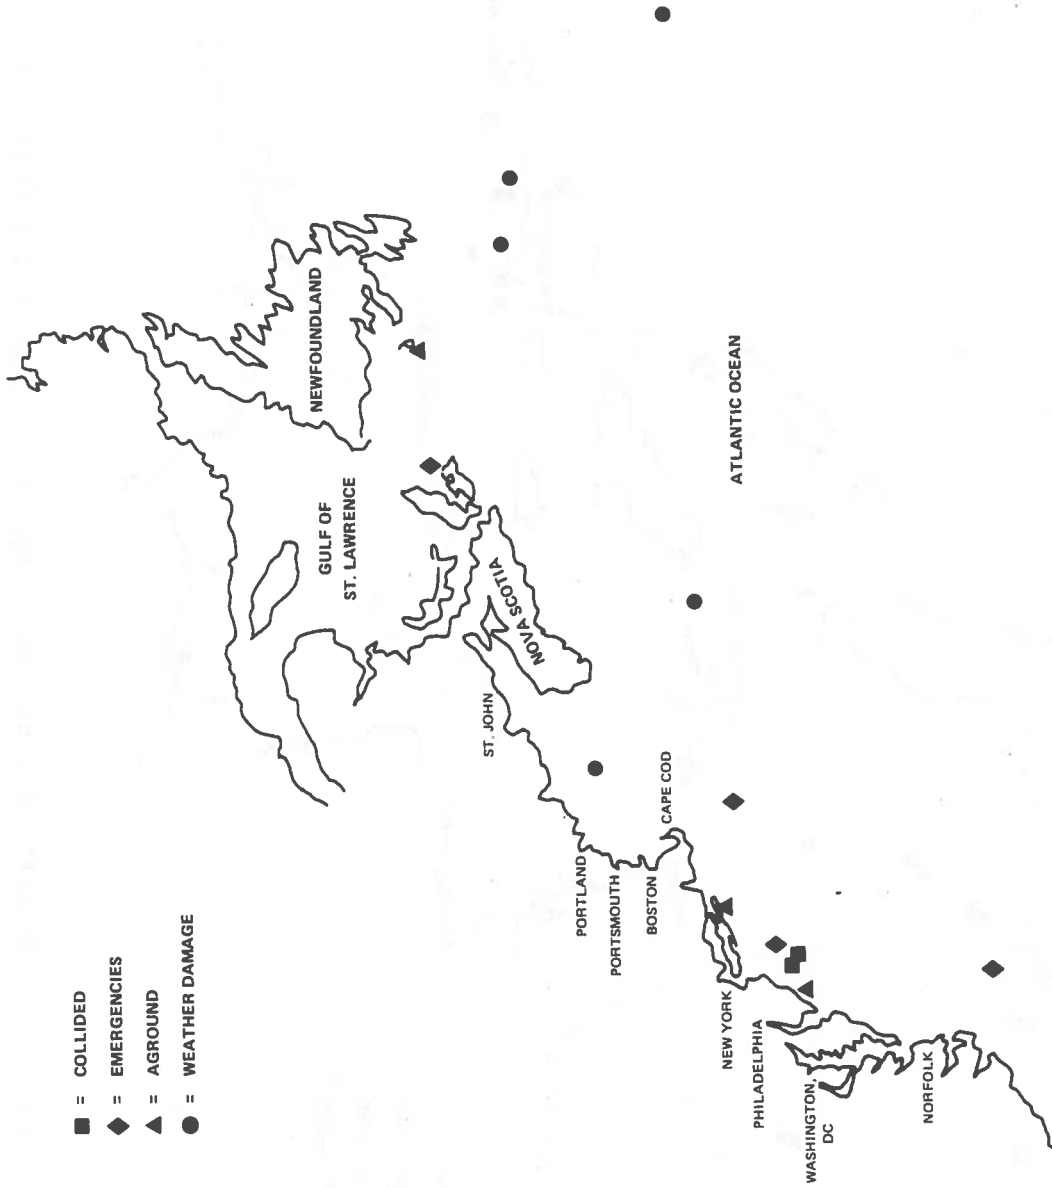 ■ = COLLIDED
◆ = EMERGENCIES
▲ = AGROUND
● = WEATHER DAMAGE
NEWFOUNDLAND
GULF OF
ST. LAWRENCE
NOVA SCOTIA
ST. JOHN
ATLANTIC OCEAN
PORTLAND
PORTSMOUTH
BOSTON
CAPE COD
NEW YORK
PHILADELPHIA
WASHINGTON,
DC
NORFOLK